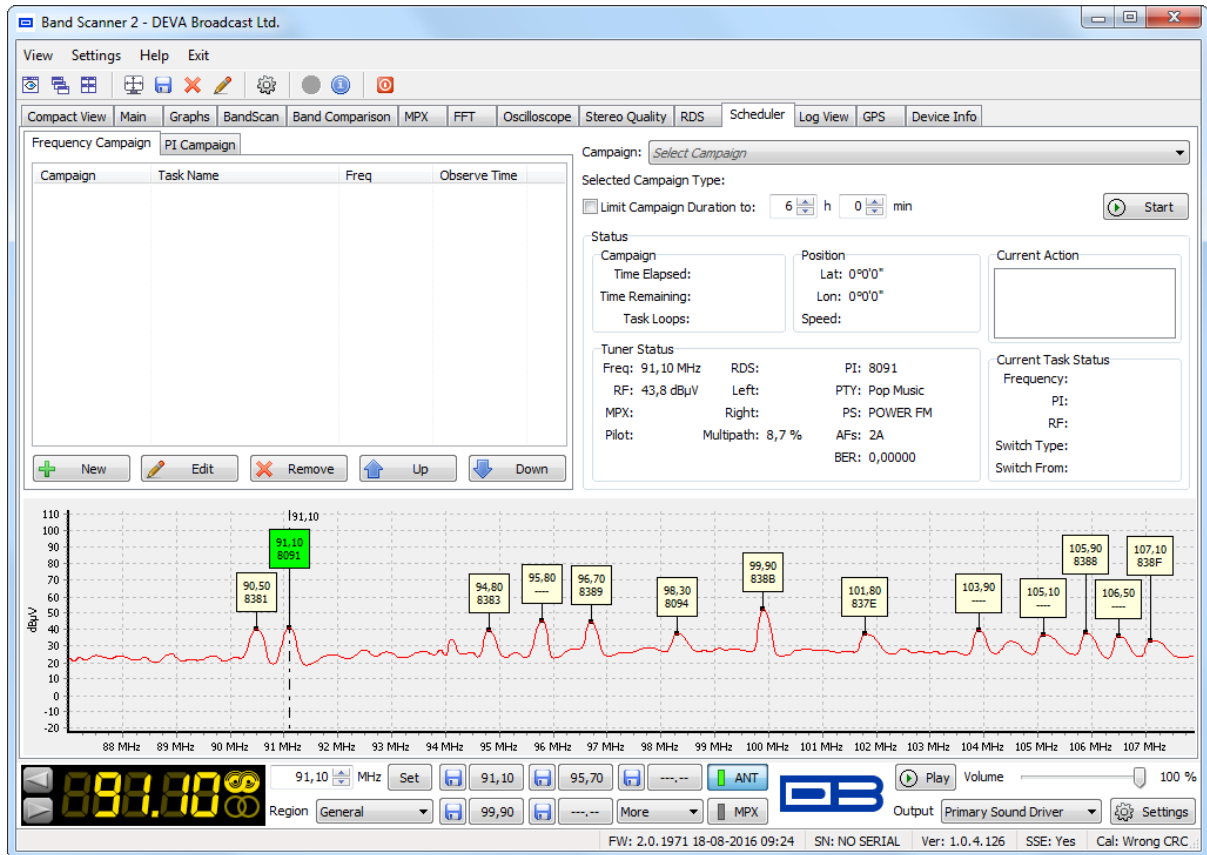 Band Scanner 2 - DEVA Broadcast Ltd.
View Settings Help Exit
Compact View Main Graphs BandScan Band Comparison MPX FFT Oscilloscope Stereo Quality RDS Scheduler Log View GPS Device Info
Frequency Campaign PI Campaign
Campaign Task Name Freq Observe Time
New Edit Remove Up Down
Campaign: Select Campaign ----
Selected Campaign Type:
Limit Campaign Duration to: 6 h 0 min Start
Status
Campaign
Time Elapsed:
Time Remaining:
Task Loops:
Position
Lat: 0°0'0"
Lon: 0°0'0"
Speed:
Current Action
Tuner Status
Freq: 91,10 MHz RDS: PI: 8091
RF: 43,8 dBµV Left: PTY: Pop Music
MPX: Right: PS: POWER FM
Pilot: Multipath: 8,7 % AFs: 2A
BER: 0,00000
Current Task Status
Frequency:
PI:
RF:
Switch Type:
Switch From:
dBµV
110
100
90
80
70
60
50
40
30
20
10
0
-10
-20
91,10
90,50
8381
91,10
8091
94,80
8383
95,80
----
96,70
8389
98,30
8094
99,90
838B
101,80
837E
103,90
----
105,10
----
105,90
8388
106,50
----
107,10
838F
88 MHz 89 MHz 90 MHz 91 MHz 92 MHz 93 MHz 94 MHz 95 MHz 96 MHz 97 MHz 98 MHz 99 MHz 100 MHz 101 MHz 102 MHz 103 MHz 104 MHz 105 MHz 106 MHz 107 MHz
91.10 91,10 MHz Set 91,10 95,70 ---,-- ANT Play Volume 100 %
Region General 99,90 ---,-- More MPX DB Output Primary Sound Driver Settings
FW: 2.0.1971 18-08-2016 09:24 SN: NO SERIAL Ver: 1.0.4.126 SSE: Yes Cal: Wrong CRC